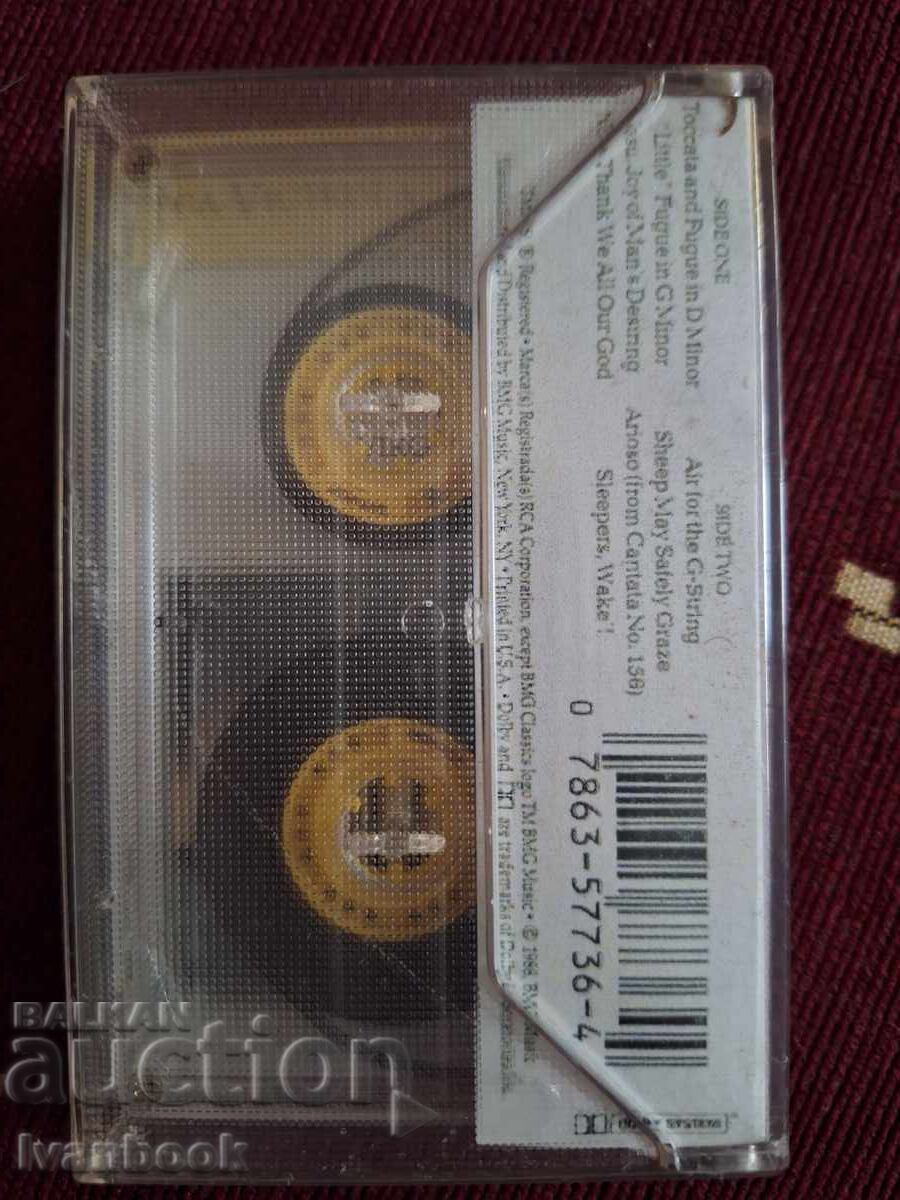 SIDE ONE
Toccata and Fugue in D Minor
"Little" Fugue in G Minor
Joy of Man's Desiring
Thank We All Our God
SIDE TWO
Air for the G-String
Sheep May Safely Graze
Arioso (from Cantata No. 156)
Sleepers, Wake!
0 7863-57736-4
® Registered • Marca(s) Registrada(s) RCA Corporation, except BMG Classics logo TM BMG Music • © 1988, BMG
Distributed by BMG Music, New York, NY • Printed in U.S.A. • Dolby and are trademarks of
BALKAN
auction
Ivanbook